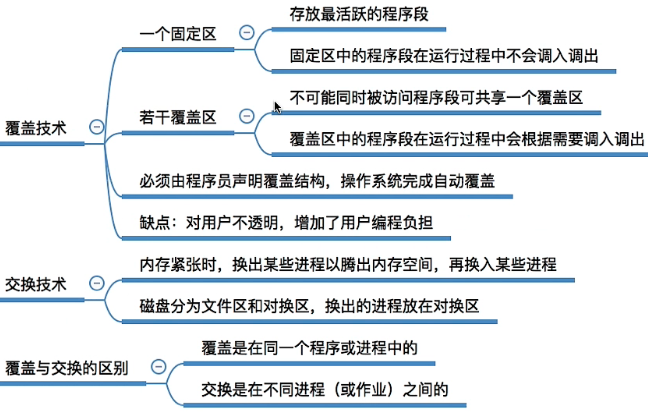 存放最活跃的程序段
一个固定区
固定区中的程序段在运行过程中不会调入调出
不可能同时被访问程序段可共享一个覆盖区
覆盖技术
若干覆盖区
覆盖区中的程序段在运行过程中会根据需要调入调出
必须由程序员声明覆盖结构，操作系统完成自动覆盖
缺点：对用户不透明，增加了用户编程负担
内存紧张时，换出某些进程以腾出内存空间，再换入某些进程
交换技术
磁盘分为文件区和对换区，换出的进程放在对换区
覆盖是在同一个程序或进程中的
覆盖与交换的区别
交换是在不同进程（或作业）之间的